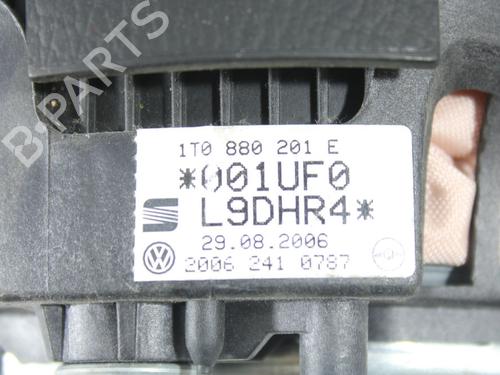 B-PARTS
1T0 880 201 E
*001UF0
L9DHR4*
29.08.2006
2006 241 0787